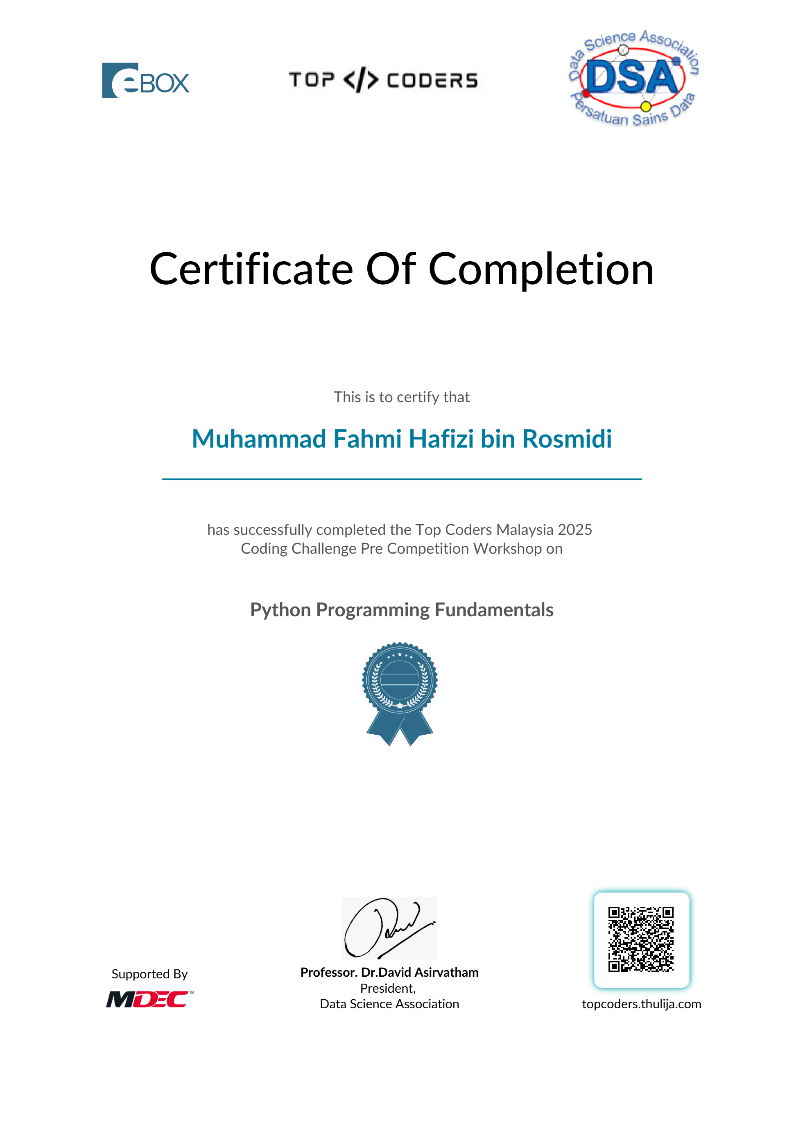 eBOX
TOP </> CODERS
Data Science Association
DSA
Persatuan Sains Data
Certificate Of Completion
This is to certify that
Muhammad Fahmi Hafizi bin Rosmidi
has successfully completed the Top Coders Malaysia 2025
Coding Challenge Pre Competition Workshop on
Python Programming Fundamentals
Supported By
MDEC™
Professor. Dr.David Asirvatham
President,
Data Science Association
topcoders.thulija.com